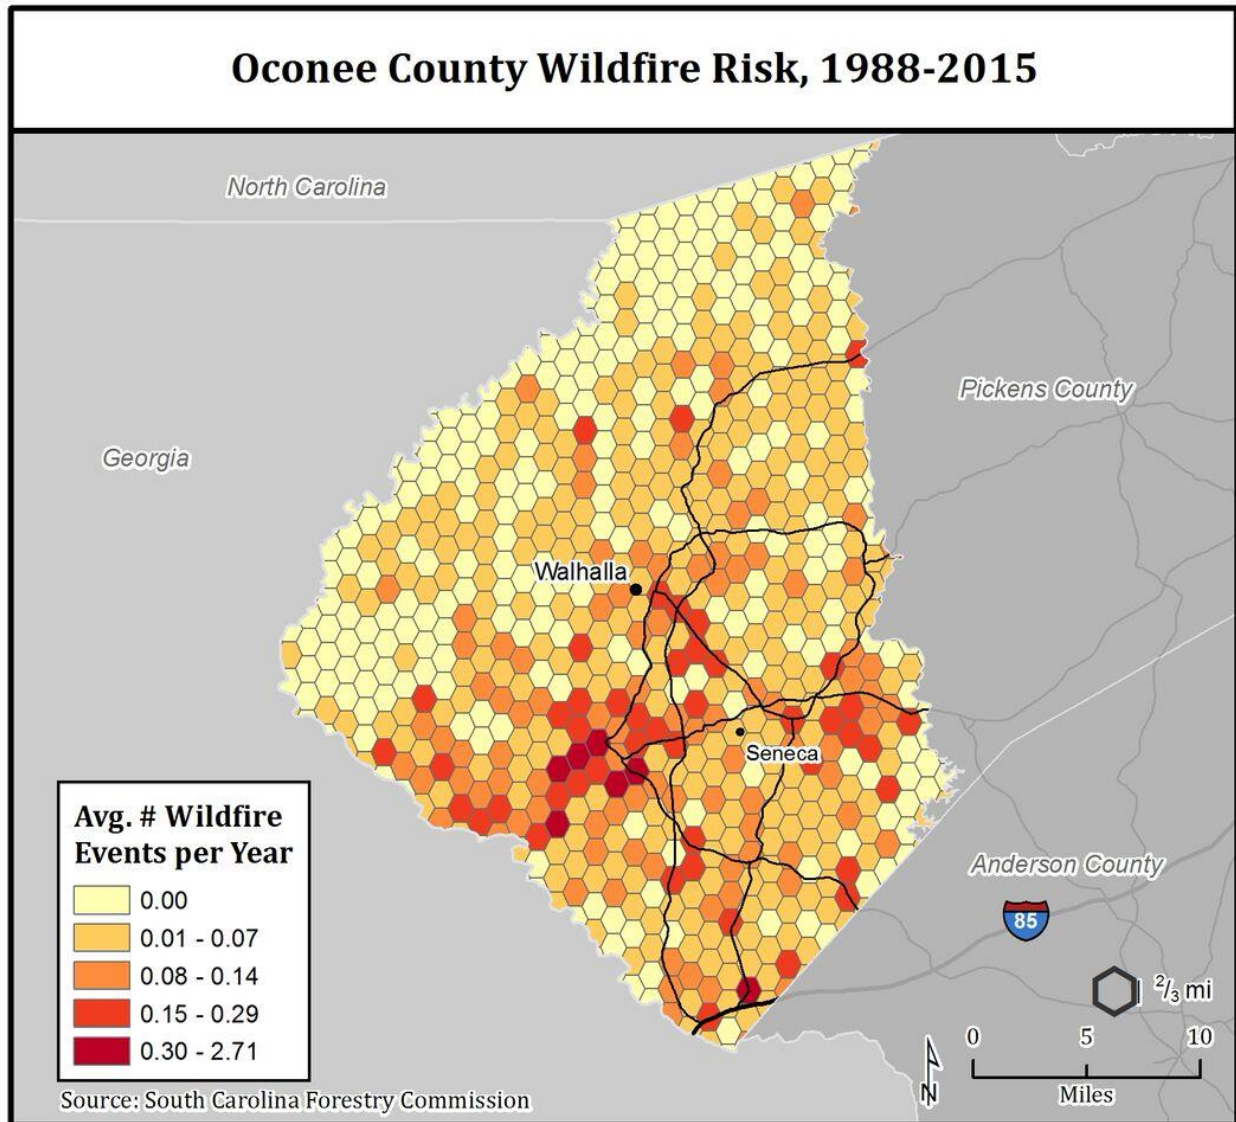 Oconee County Wildfire Risk, 1988-2015
North Carolina
Pickens County
Georgia
Walhalla
Seneca
Avg. # Wildfire
Events per Year
0.00
0.01 - 0.07
0.08 - 0.14
0.15 - 0.29
0.30 - 2.71
Anderson County
85
2/3 mi
0 5 10
Miles
N
Source: South Carolina Forestry Commission